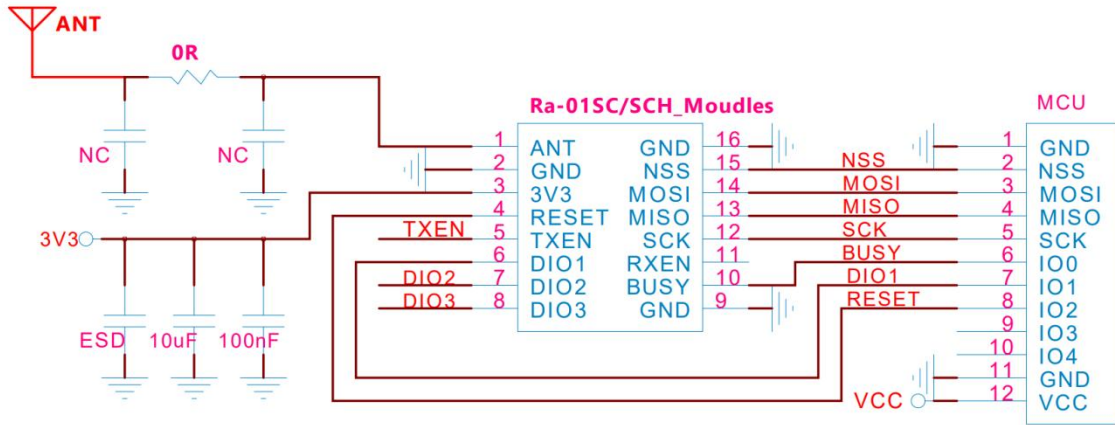 ANT
0R
NC
NC
3V3
ESD
10uF
100nF
Ra-01SC/SCH_Moudles
1 ANT GND 16
2 GND NSS 15
3 3V3 MOSI 14
4 RESET MISO 13
TXEN 5 TXEN SCK 12
6 DIO1 RXEN 11
DIO2 7 DIO2 BUSY 10
DIO3 8 DIO3 GND 9
NSS
MOSI
MISO
SCK
BUSY
DIO1
RESET
VCC
MCU
1 GND
2 NSS
3 MOSI
4 MISO
5 SCK
6 IO0
7 IO1
8 IO2
9 IO3
10 IO4
11 GND
12 VCC